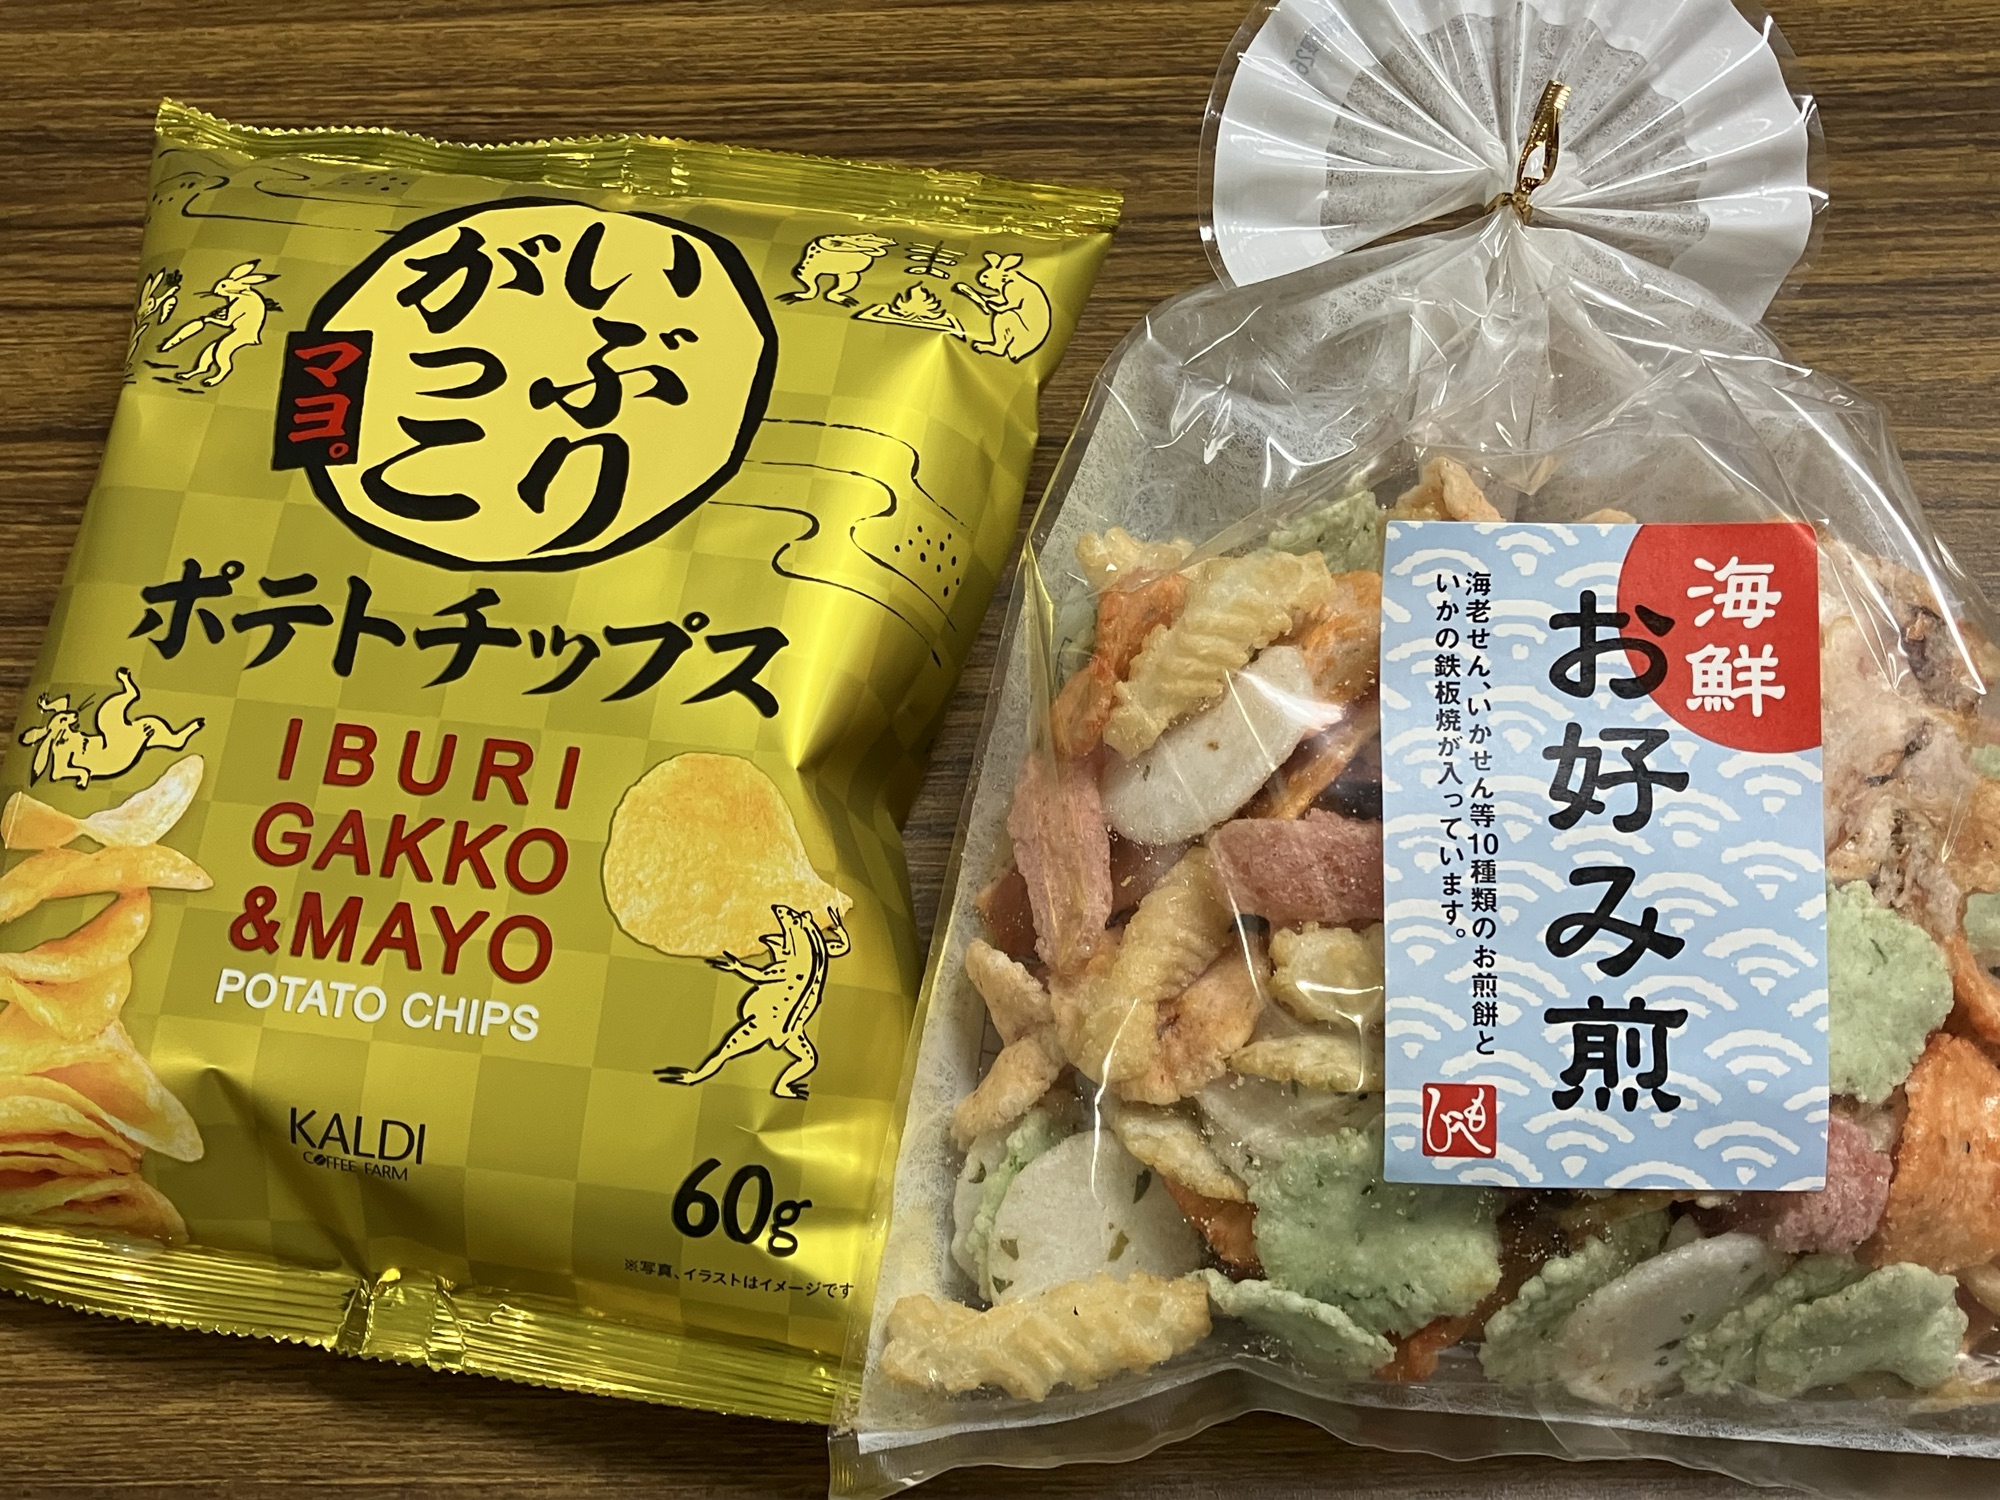 いぶり
がっこ
マヨ。
ポテトチップス
IBURI
GAKKO
&MAYO
POTATO CHIPS
KALDI
COFFEE FARM
60g
※写真、イラストはイメージです
海鮮
お好み煎
海老せん、いかせん等10種類のお煎餅と
いかの鉄板焼が入っています。
もへじ